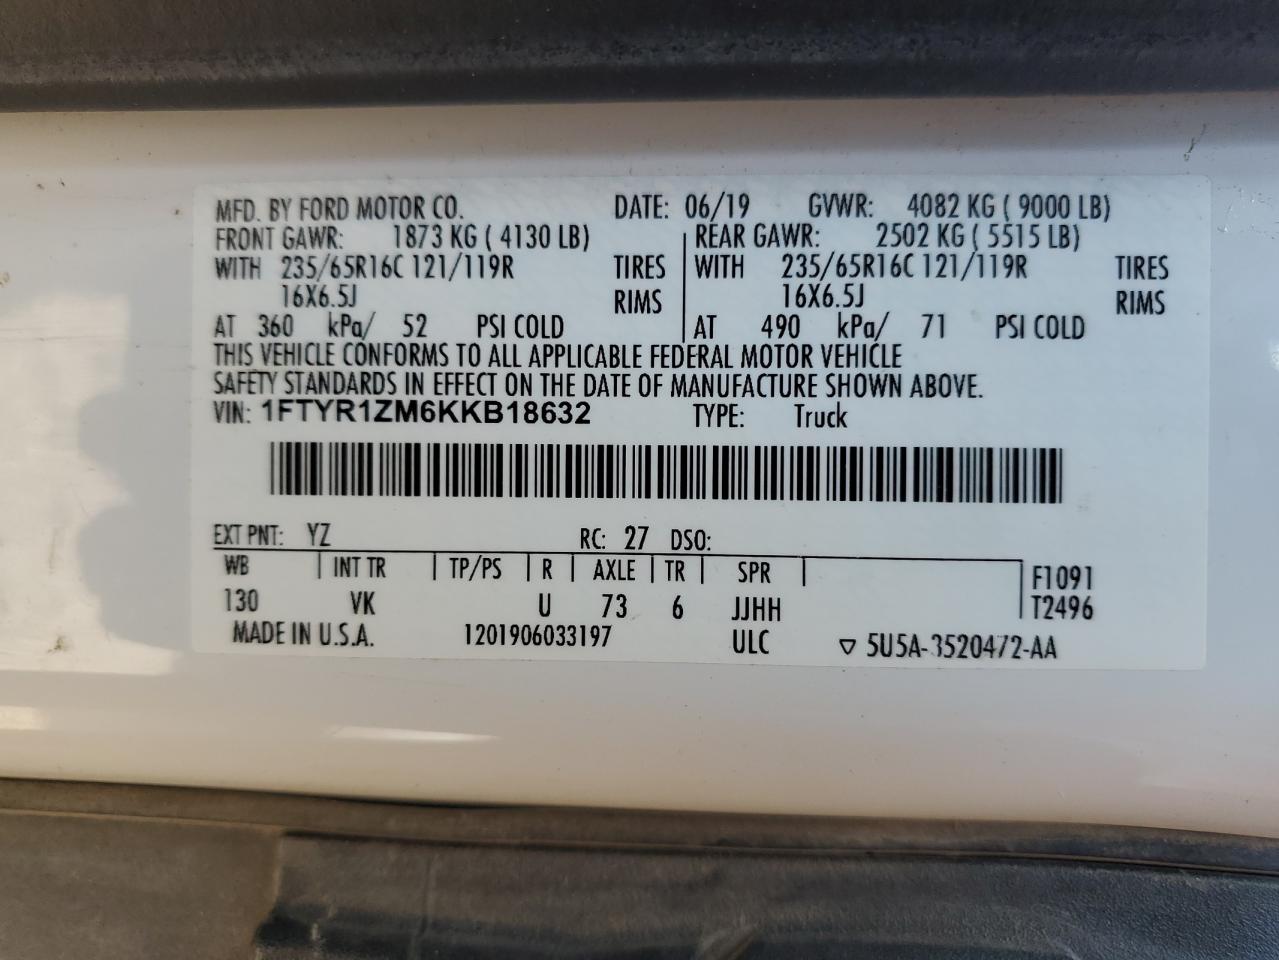 MFD. BY FORD MOTOR CO. DATE: 06/19 GVWR: 4082 KG ( 9000 LB)
FRONT GAWR: 1873 KG ( 4130 LB) REAR GAWR: 2502 KG ( 5515 LB)
WITH 235/65R16C 121/119R TIRES WITH 235/65R16C 121/119R TIRES
16X6.5J RIMS 16X6.5J RIMS
AT 360 kPa/ 52 PSI COLD AT 490 kPa/ 71 PSI COLD
THIS VEHICLE CONFORMS TO ALL APPLICABLE FEDERAL MOTOR VEHICLE
SAFETY STANDARDS IN EFFECT ON THE DATE OF MANUFACTURE SHOWN ABOVE.
VIN: 1FTYR1ZM6KKB18632 TYPE: Truck
EXT PNT: YZ RC: 27 DSO:
WB INT TR TP/PS R AXLE TR SPR F1091
130 VK U 73 6 JJHH T2496
MADE IN U.S.A. 1201906033197 ULC ▽ 5U5A-3520472-AA